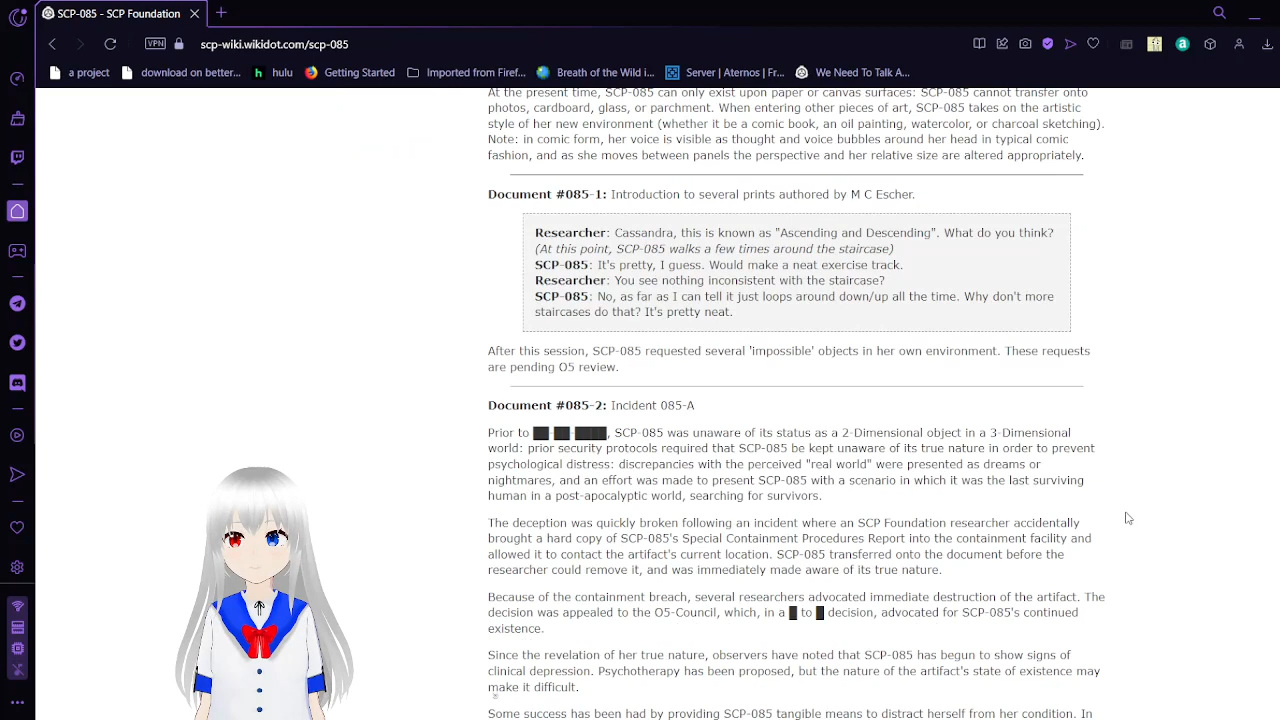 SCP-085 - SCP Foundation
VPN
scp-wiki.wikidot.com/scp-085
a project
download on better...
hulu
Getting Started
Imported from Firef...
Breath of the Wild i...
Server | Aternos | Fr...
We Need To Talk A...
At the present time, SCP-085 can only exist upon paper or canvas surfaces: SCP-085 cannot transfer onto
photos, cardboard, glass, or parchment. When entering other pieces of art, SCP-085 takes on the artistic
style of her new environment (whether it be a comic book, an oil painting, watercolor, or charcoal sketching).
Note: in comic form, her voice is visible as thought and voice bubbles around her head in typical comic
fashion, and as she moves between panels the perspective and her relative size are altered appropriately.
Document #085-1: Introduction to several prints authored by M C Escher.
Researcher: Cassandra, this is known as "Ascending and Descending". What do you think?
(At this point, SCP-085 walks a few times around the staircase)
SCP-085: It's pretty, I guess. Would make a neat exercise track.
Researcher: You see nothing inconsistent with the staircase?
SCP-085: No, as far as I can tell it just loops around down/up all the time. Why don't more
staircases do that? It's pretty neat.
After this session, SCP-085 requested several 'impossible' objects in her own environment. These requests
are pending O5 review.
Document #085-2: Incident 085-A
Prior to ██-██-████, SCP-085 was unaware of its status as a 2-Dimensional object in a 3-Dimensional
world: prior security protocols required that SCP-085 be kept unaware of its true nature in order to prevent
psychological distress: discrepancies with the perceived "real world" were presented as dreams or
nightmares, and an effort was made to present SCP-085 with a scenario in which it was the last surviving
human in a post-apocalyptic world, searching for survivors.
The deception was quickly broken following an incident where an SCP Foundation researcher accidentally
brought a hard copy of SCP-085's Special Containment Procedures Report into the containment facility and
allowed it to contact the artifact's current location. SCP-085 transferred onto the document before the
researcher could remove it, and was immediately made aware of its true nature.
Because of the containment breach, several researchers advocated immediate destruction of the artifact. The
decision was appealed to the O5-Council, which, in a █ to █ decision, advocated for SCP-085's continued
existence.
Since the revelation of her true nature, observers have noted that SCP-085 has begun to show signs of
clinical depression. Psychotherapy has been proposed, but the nature of the artifact's state of existence may
make it difficult.
Some success has been had by providing SCP-085 tangible means to distract herself from her condition. In